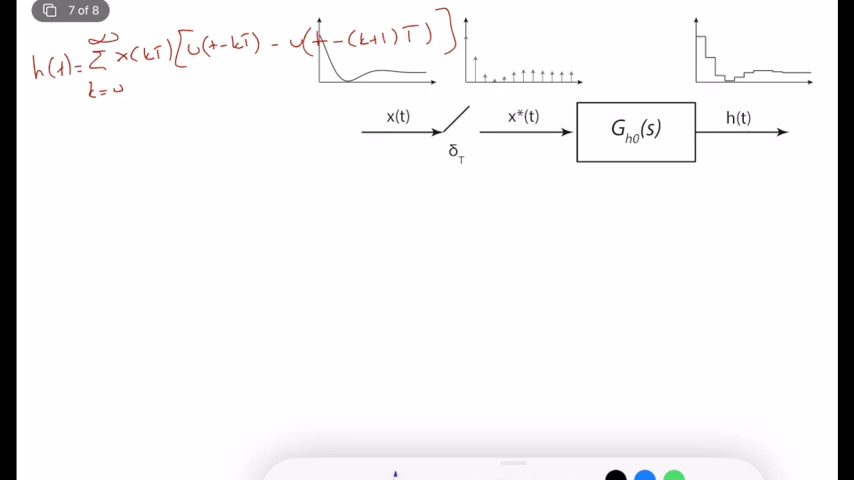 7 of 8
h(t) = ∞ Σ k=0 x(kT) [u(t-kT) - u(t-(k+1)T)]
x(t)
x*(t)
G_h0(s)
h(t)
δ_T